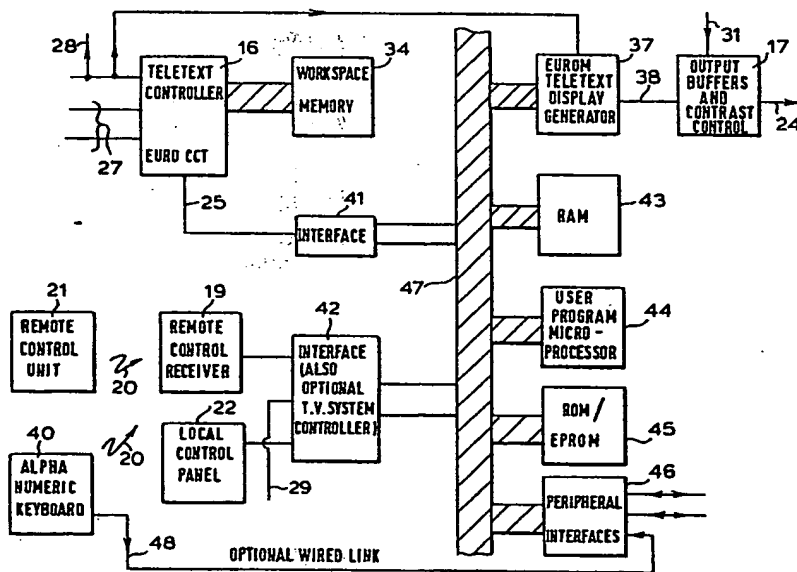 28
16
34
37
31
17
TELETEXT
CONTROLLER
EURO CCT
WORKSPACE
MEMORY
EUROM
TELETEXT
DISPLAY
GENERATOR
38
OUTPUT
BUFFERS
AND
CONTRAST
CONTROL
24
27
25
41
INTERFACE
43
RAM
47
21
REMOTE
CONTROL
UNIT
20
19
REMOTE
CONTROL
RECEIVER
42
INTERFACE
(ALSO
OPTIONAL
T.V.SYSTEM
CONTROLLER)
USER
PROGRAM
MICRO-
PROCESSOR
44
22
LOCAL
CONTROL
PANEL
20
29
ROM/
EPROM
45
40
ALPHA
NUMERIC
KEYBOARD
46
PERIPHERAL
INTERFACES
48
OPTIONAL WIRED LINK